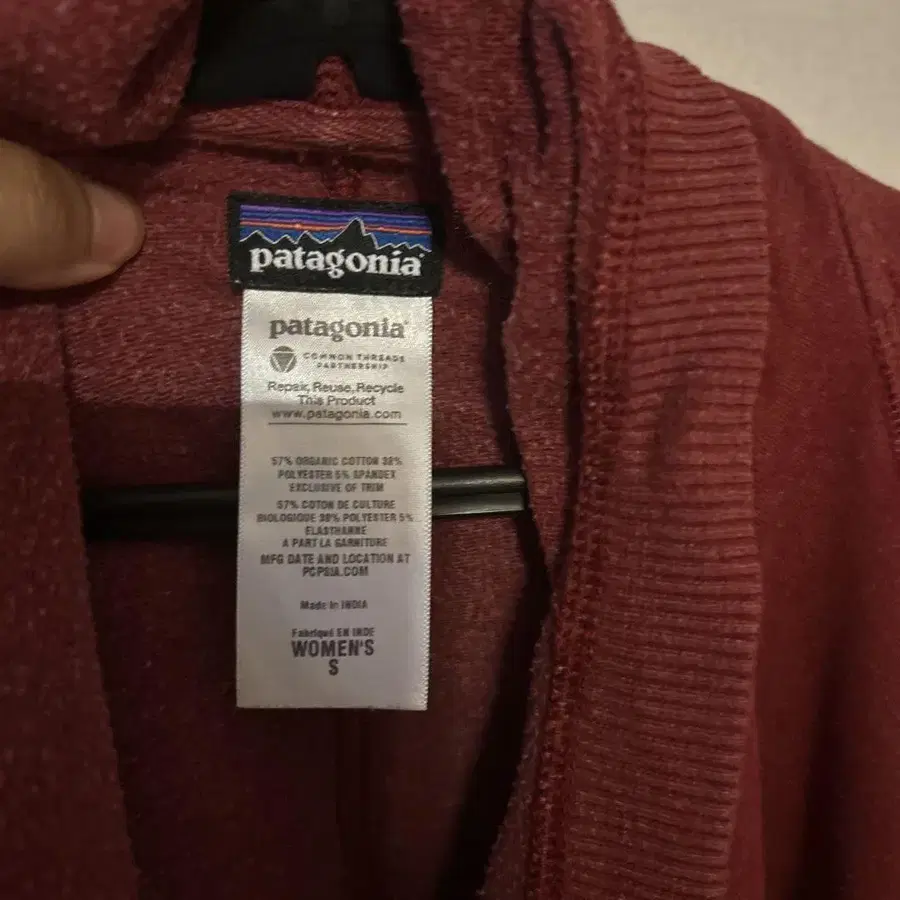 patagonia
patagonia
COMMON THREADS
PARTNERSHIP
Repair, Reuse, Recycle
This Product
www.patagonia.com
57% ORGANIC COTTON 38%
POLYESTER 5% SPANDEX
EXCLUSIVE OF TRIM
57% COTON DE CULTURE
BIOLOGIQUE 38% POLYESTER 5%
ELASTHANNE
A PART LA GARNITURE
MFG DATE AND LOCATION AT
PCPSIA.COM
Made in INDIA
Fabriqué EN INDE
WOMEN'S
S